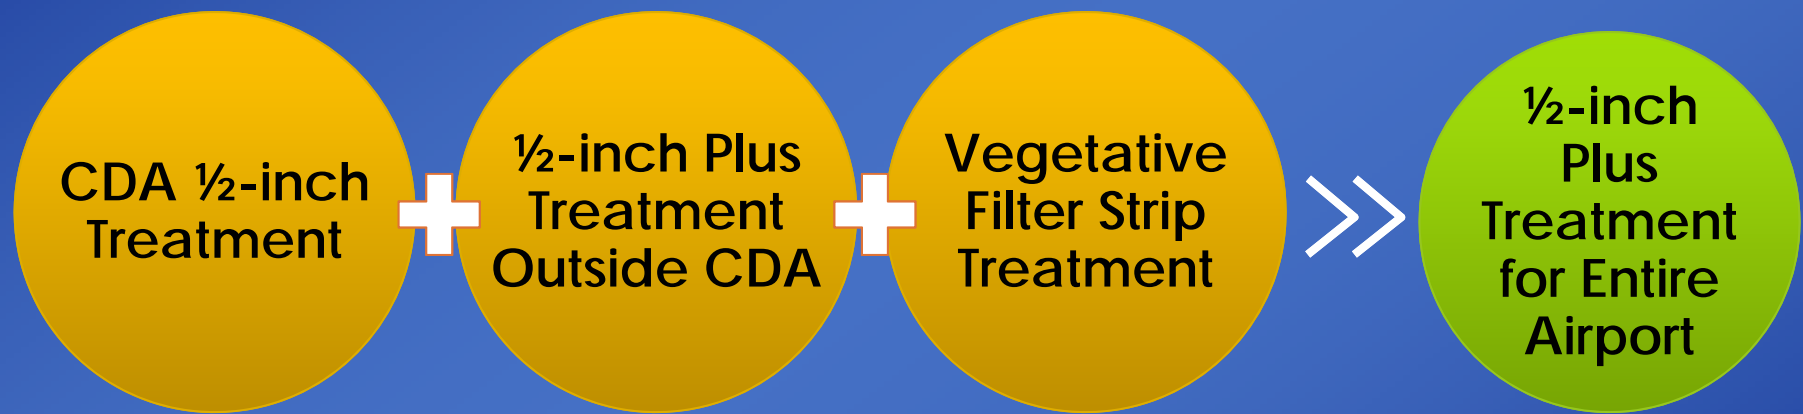 CDA ½-inch
Treatment
½-inch Plus
Treatment
Outside CDA
Vegetative
Filter Strip
Treatment
½-inch
Plus
Treatment
for Entire
Airport